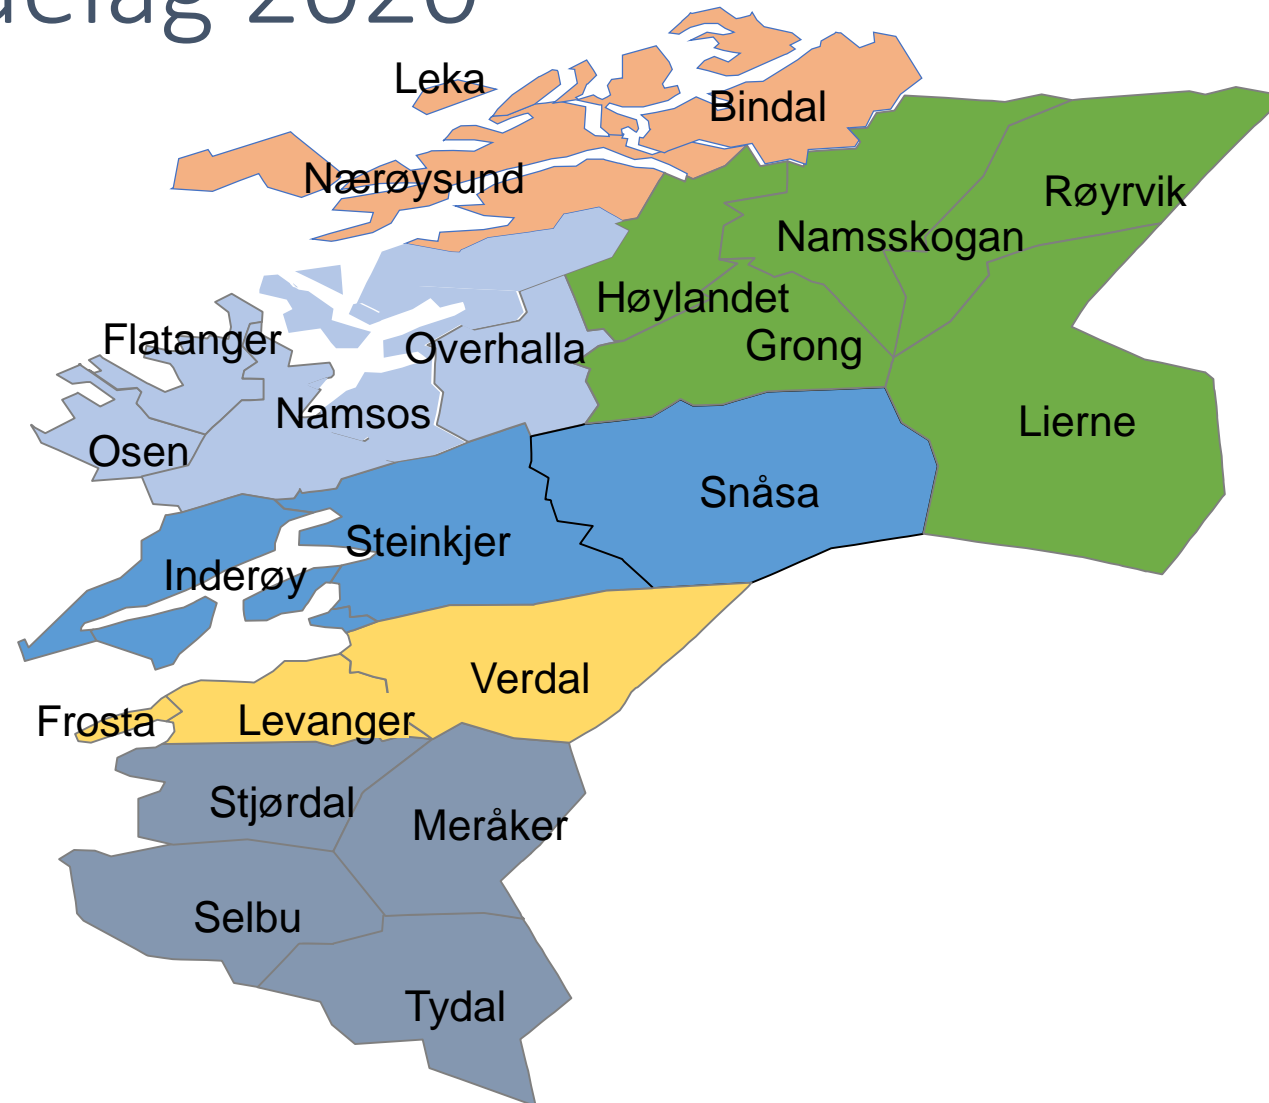 2020
Leka
Bindal
Nærøysund
Røyrvik
Namsskogan
Høylandet
Flatanger
Overhalla
Grong
Namsos
Lierne
Osen
Snåsa
Steinkjer
Inderøy
Verdal
Frosta
Levanger
Stjørdal
Meråker
Selbu
Tydal